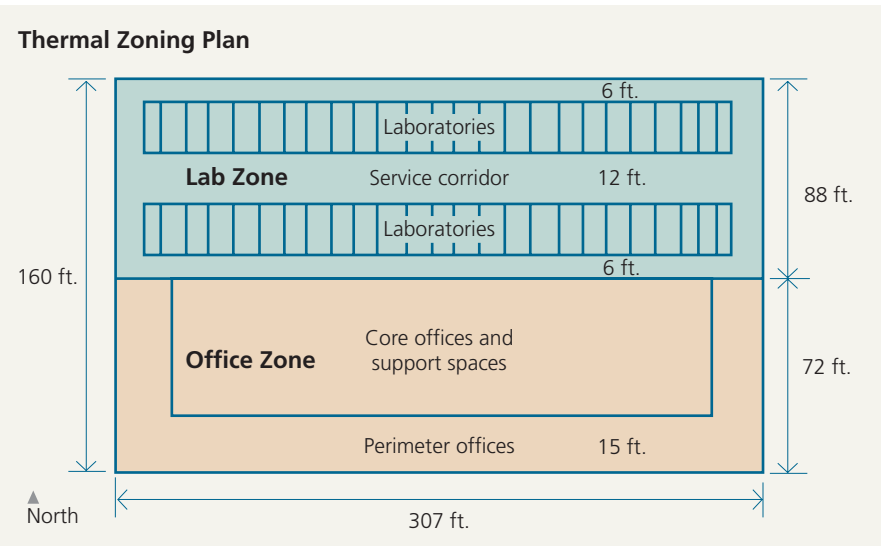 Thermal Zoning Plan
6 ft.
Laboratories
Lab Zone
Service corridor
12 ft.
88 ft.
Laboratories
6 ft.
160 ft.
Core offices and
support spaces
Office Zone
72 ft.
Perimeter offices
15 ft.
North
307 ft.